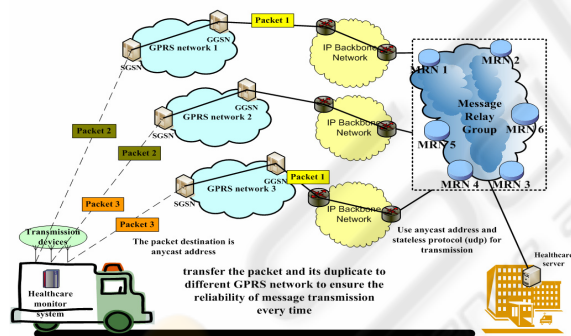 Packet 1
GGSN
GPRS network 1
SGSN
IP Backbone
Network
MRN 1
MRN 2
Packet 2
Packet 2
GGSN
GPRS network 2
SGSN
IP Backbone
Network
Message
Relay
Group
MRN 6
MRN 5
Packet 3
Packet 3
GGSN
Packet 1
GPRS network 3
SGSN
IP Backbone
Network
MRN 4
MRN 3
Transmission
devices
The packet destination is
anycast address
Use anycast address and
stateless protocol (udp) for
transmission
Healthcare
monitor
system
transfer the packet and its duplicate to
different GPRS network to ensure the
reliability of message transmission
every time
Healthcare
server